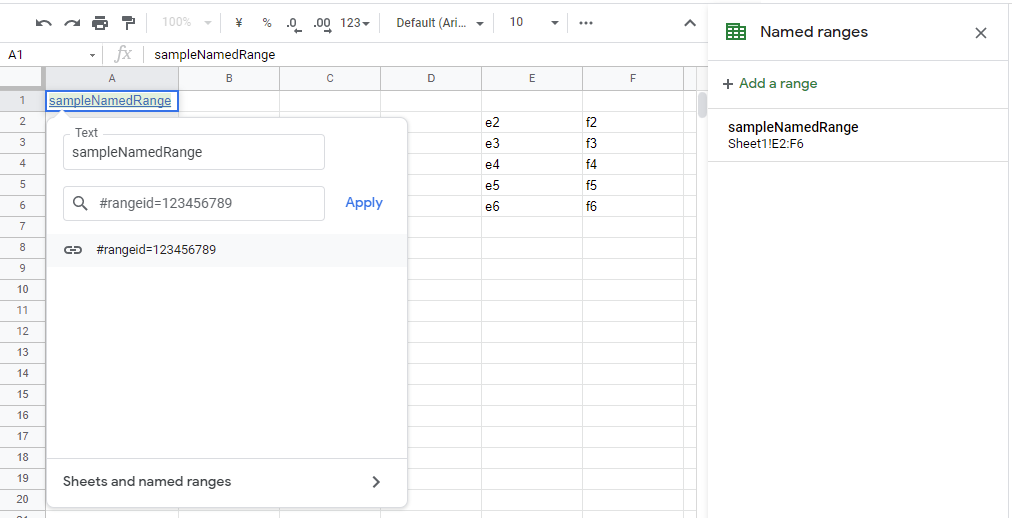 100% ¥ % .0 .00 123 Default (Ari... 10
A1 fx sampleNamedRange
A B C D E F
1 sampleNamedRange
2 e2 f2
3 e3 f3
4 e4 f4
5 e5 f5
6 e6 f6
7
8
9
10
11
12
13
14
15
16
17
18
19
20
21
Text
sampleNamedRange
#rangeid=123456789 Apply
#rangeid=123456789
Sheets and named ranges
Named ranges
+ Add a range
sampleNamedRange
Sheet1!E2:F6